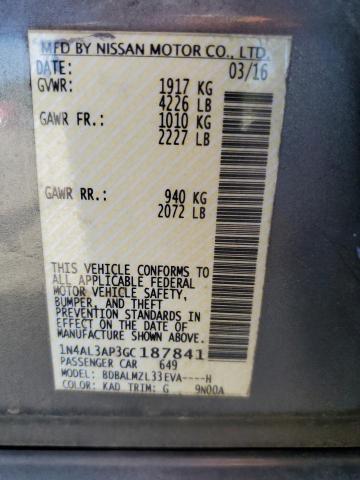 MFD BY NISSAN MOTOR CO., LTD.
DATE: 03/16
GVWR: 1917 KG
4226 LB
GAWR FR.: 1010 KG
2227 LB
GAWR RR.: 940 KG
2072 LB
THIS VEHICLE CONFORMS TO
ALL APPLICABLE FEDERAL
MOTOR VEHICLE SAFETY,
BUMPER, AND THEFT
PREVENTION STANDARDS IN
EFFECT ON THE DATE OF
MANUFACTURE SHOWN ABOVE.
1N4AL3AP3GC187841
PASSENGER CAR 649
MODEL: BDBALMZL33EVA----H
COLOR: KAD TRIM: G 9N00A